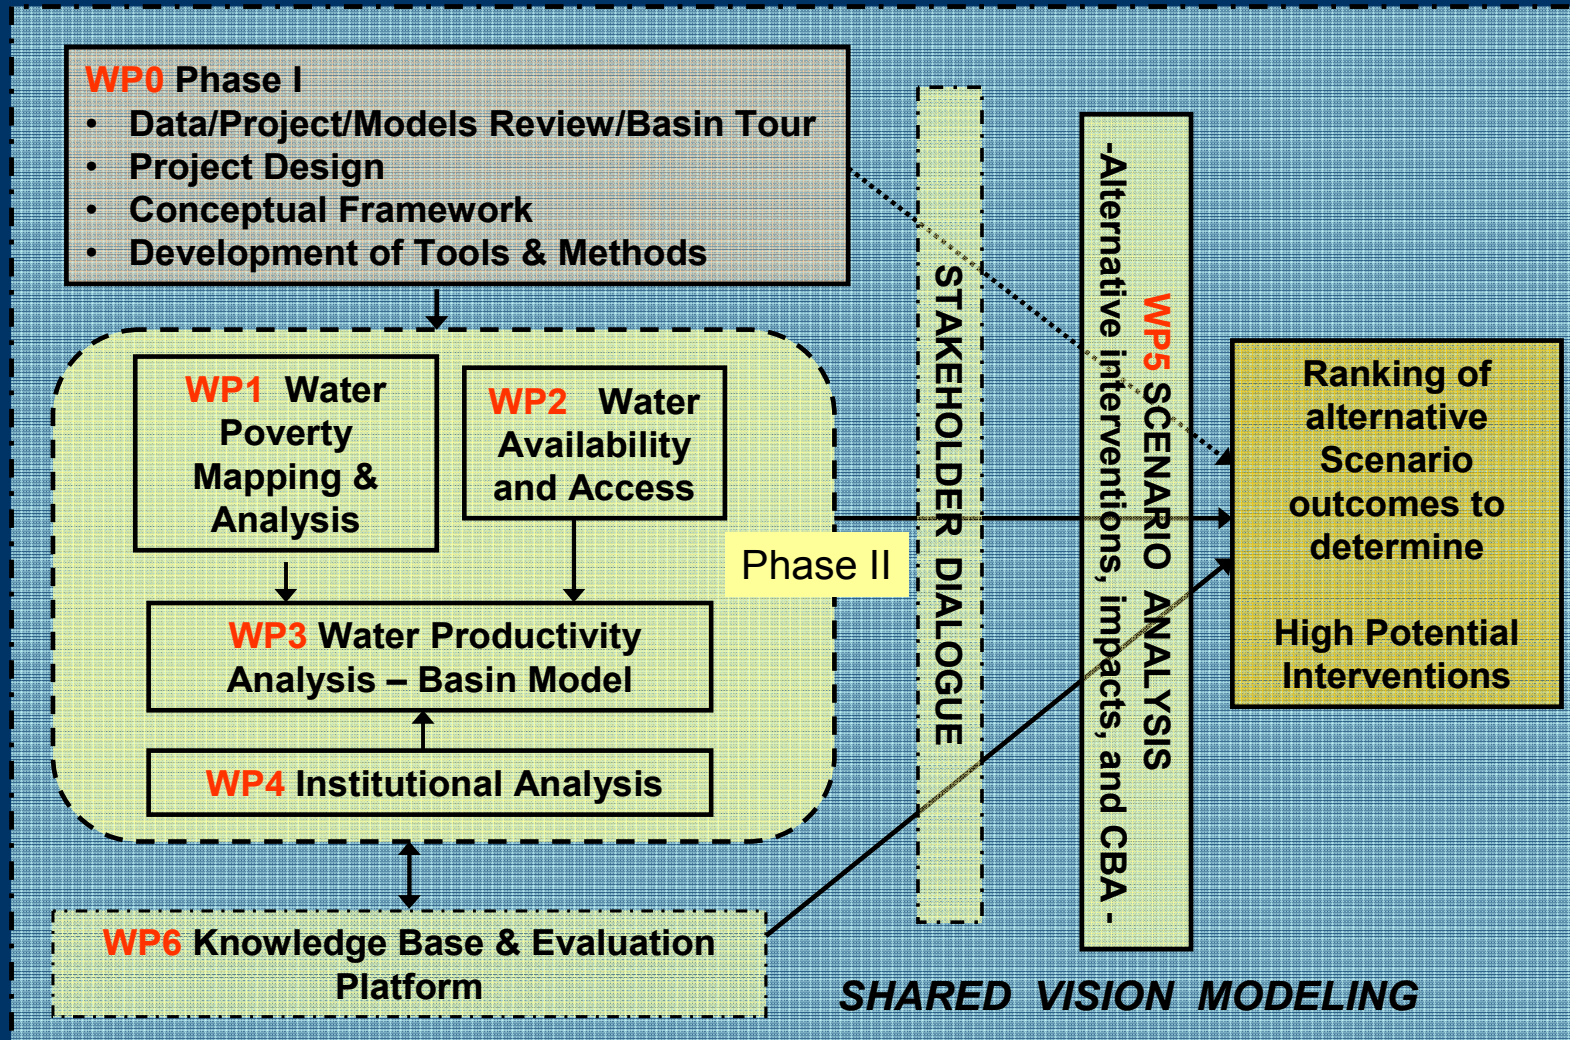 WP0 Phase I
• Data/Project/Models Review/Basin Tour
• Project Design
• Conceptual Framework
• Development of Tools & Methods
WP1 Water
Poverty
Mapping &
Analysis
WP2 Water
Availability
and Access
Phase II
WP3 Water Productivity
Analysis – Basin Model
WP4 Institutional Analysis
WP6 Knowledge Base & Evaluation
Platform
STAKEHOLDER DIALOGUE
WP5 SCENARIO ANALYSIS
-Alternative interventions, impacts, and CBA -
Ranking of
alternative
Scenario
outcomes to
determine
High Potential
Interventions
SHARED VISION MODELING